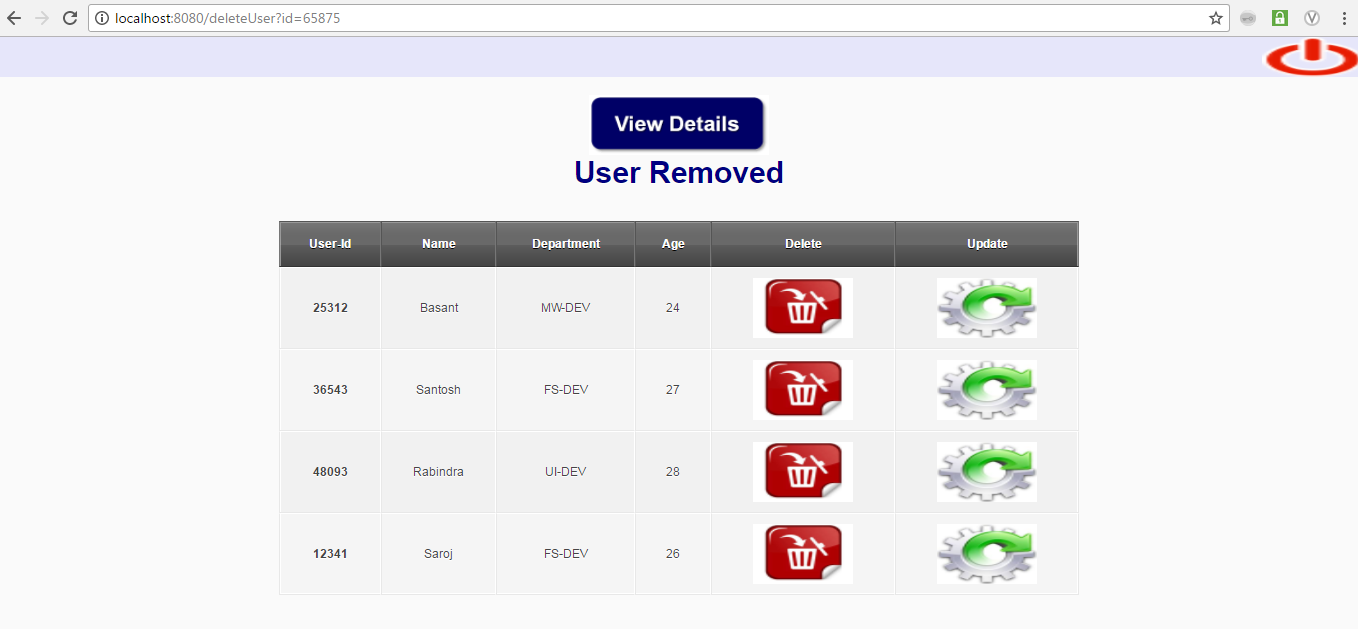 localhost:8080/deleteUser?id=65875
View Details
User Removed
User-Id Name Department Age Delete Update
25312 Basant MW-DEV 24
36543 Santosh FS-DEV 27
48093 Rabindra UI-DEV 28
12341 Saroj FS-DEV 26